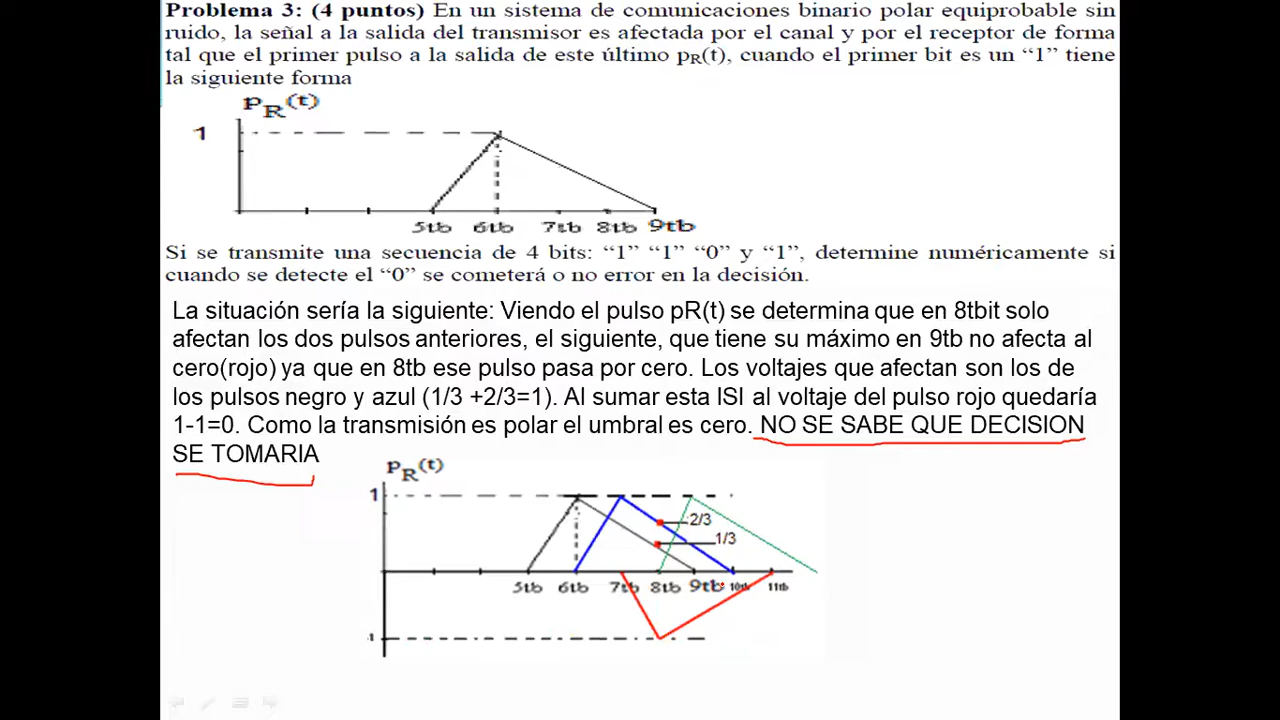 Problema 3: (4 puntos) En un sistema de comunicaciones binario polar equiprobable sin
ruido, la señal a la salida del transmisor es afectada por el canal y por el receptor de forma
tal que el primer pulso a la salida de este último pR(t), cuando el primer bit es un “1” tiene
la siguiente forma
pR(t)
1
5tb 6tb 7tb 8tb 9tb
Si se transmite una secuencia de 4 bits: “1” “1” “0” y “1”, determine numéricamente si
cuando se detecte el “0” se cometerá o no error en la decisión.
La situación sería la siguiente: Viendo el pulso pR(t) se determina que en 8tbit solo
afectan los dos pulsos anteriores, el siguiente, que tiene su máximo en 9tb no afecta al
cero(rojo) ya que en 8tb ese pulso pasa por cero. Los voltajes que afectan son los de
los pulsos negro y azul (1/3 +2/3=1). Al sumar esta ISI al voltaje del pulso rojo quedaría
1-1=0. Como la transmisión es polar el umbral es cero. NO SE SABE QUE DECISION
SE TOMARIA
pR(t)
1
2/3
1/3
5tb 6tb 7tb 8tb 9tb 10tb 11tb
-1